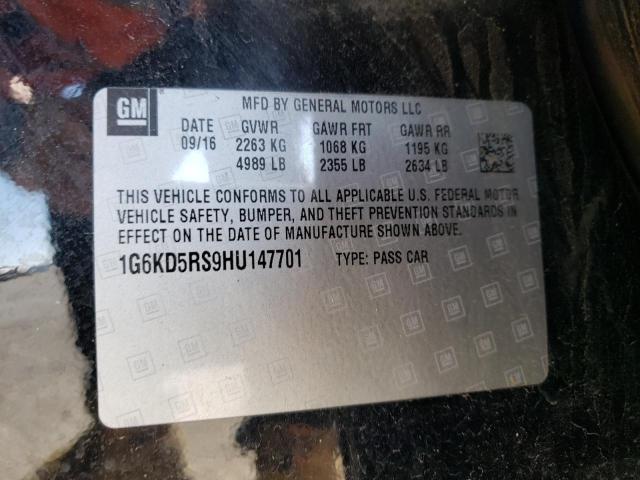 GM
MFD BY GENERAL MOTORS LLC
DATE GVWR GAWR FRT GAWR RR
09/16 2263 KG 1068 KG 1195 KG
4989 LB 2355 LB 2634 LB
THIS VEHICLE CONFORMS TO ALL APPLICABLE U.S. FEDERAL MOTOR
VEHICLE SAFETY, BUMPER, AND THEFT PREVENTION STANDARDS IN
EFFECT ON THE DATE OF MANUFACTURE SHOWN ABOVE.
1G6KD5RS9HU147701 TYPE: PASS CAR